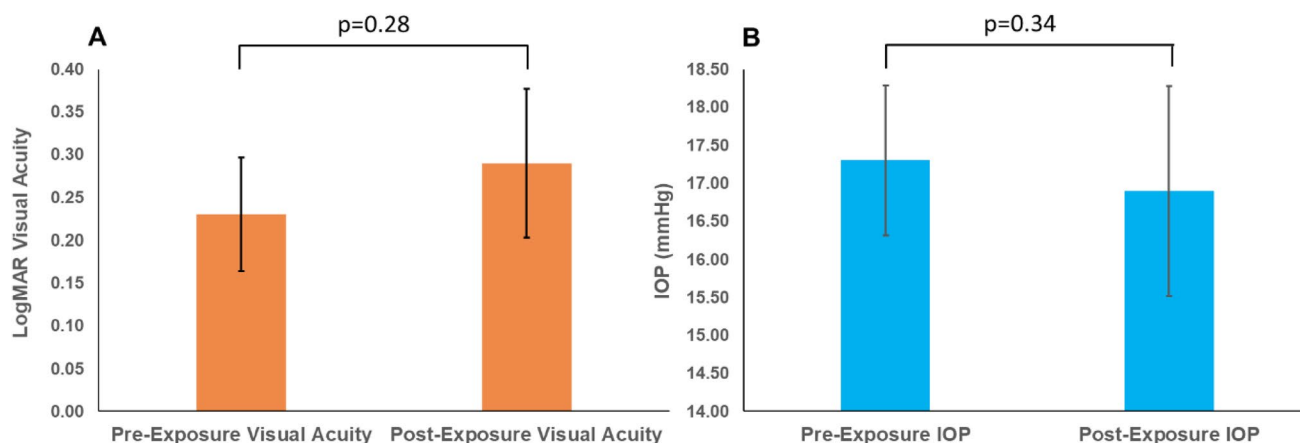 A
p=0.28
LogMAR Visual Acuity
0.40
0.35
0.30
0.25
0.20
0.15
0.10
0.05
0.00
Pre-Exposure Visual Acuity
Post-Exposure Visual Acuity
B
p=0.34
IOP (mmHg)
18.50
18.00
17.50
17.00
16.50
16.00
15.50
15.00
14.50
14.00
Pre-Exposure IOP
Post-Exposure IOP